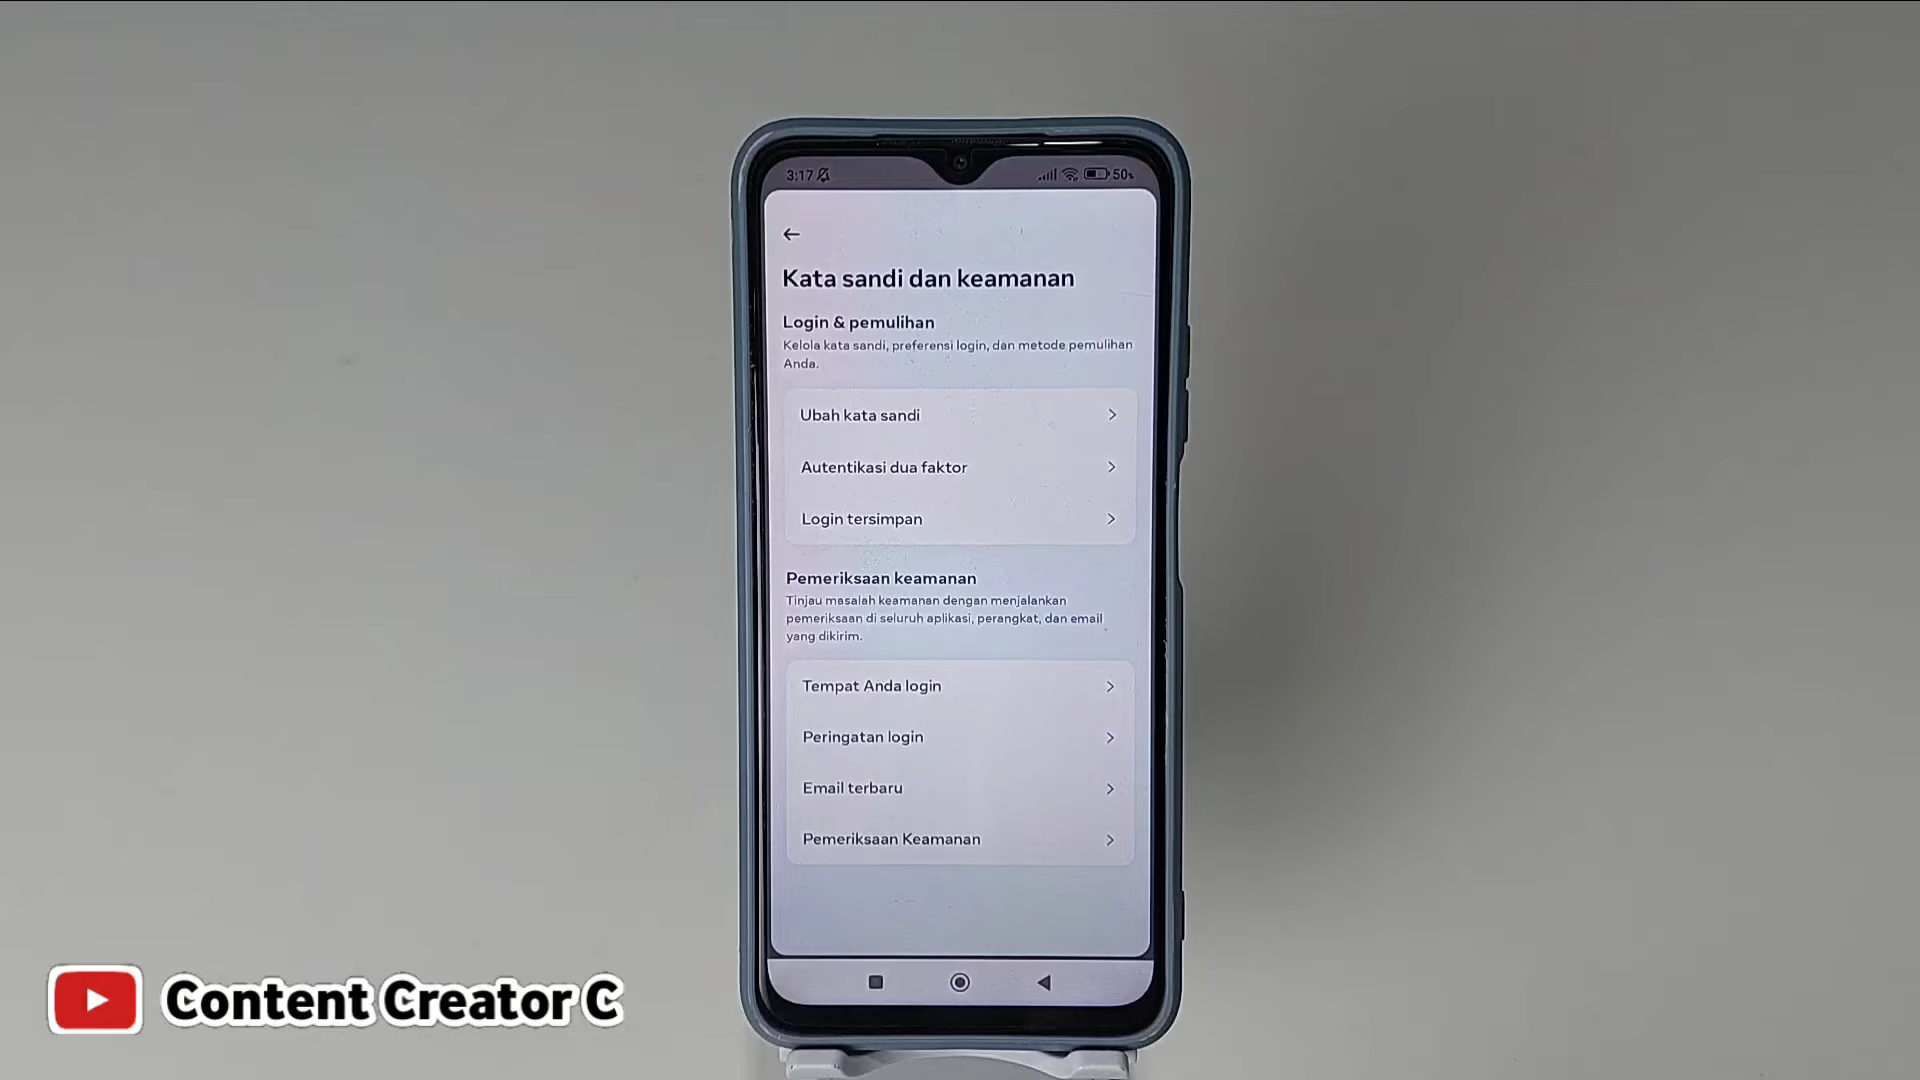 3:17
50%
Kata sandi dan keamanan
Login & pemulihan
Kelola kata sandi, preferensi login, dan metode pemulihan
Anda.
Ubah kata sandi
Autentikasi dua faktor
Login tersimpan
Pemeriksaan keamanan
Tinjau masalah keamanan dengan menjalankan
pemeriksaan di seluruh aplikasi, perangkat, dan email
yang dikirim.
Tempat Anda login
Peringatan login
Email terbaru
Pemeriksaan Keamanan
Content Creator C